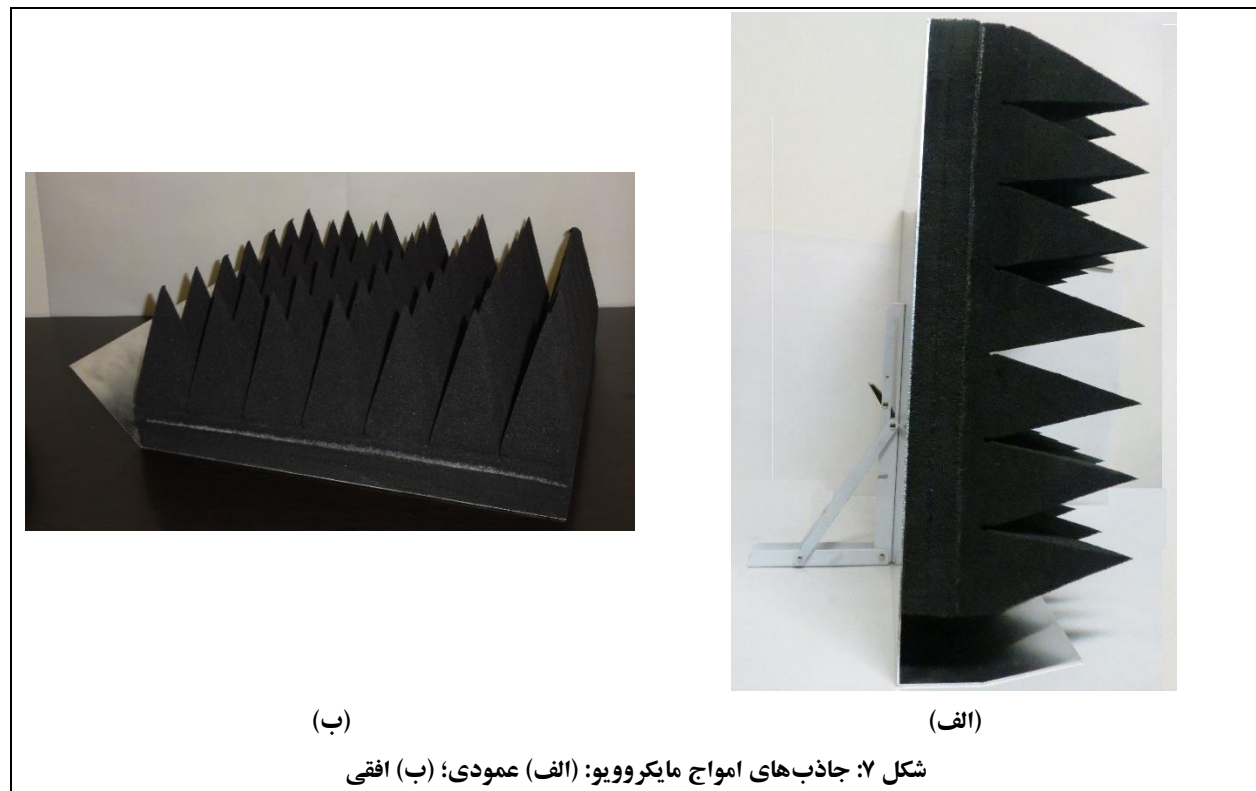 (الف)
(ب)
شکل ۷: جاذب‌های امواج مایکروویو: (الف) عمودی؛ (ب) افقی